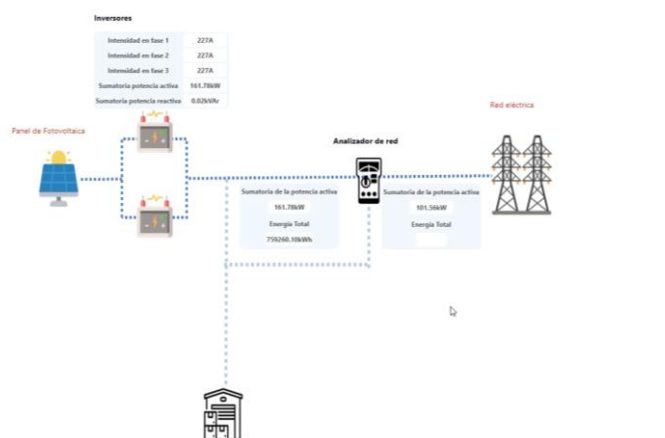 Inversores
Intensidad en fase 1 227A
Intensidad en fase 2 227A
Intensidad en fase 3 227A
Sumatoria potencia activa 161.78kW
Sumatoria potencia reactiva 0.02kVAr
Panel de Fotovoltaica
Red eléctrica
Analizador de red
Sumatoria de la potencia activa
161.78kW
Energía Total
759260.10kWh
Sumatoria de la potencia activa
101.56kW
Energía Total